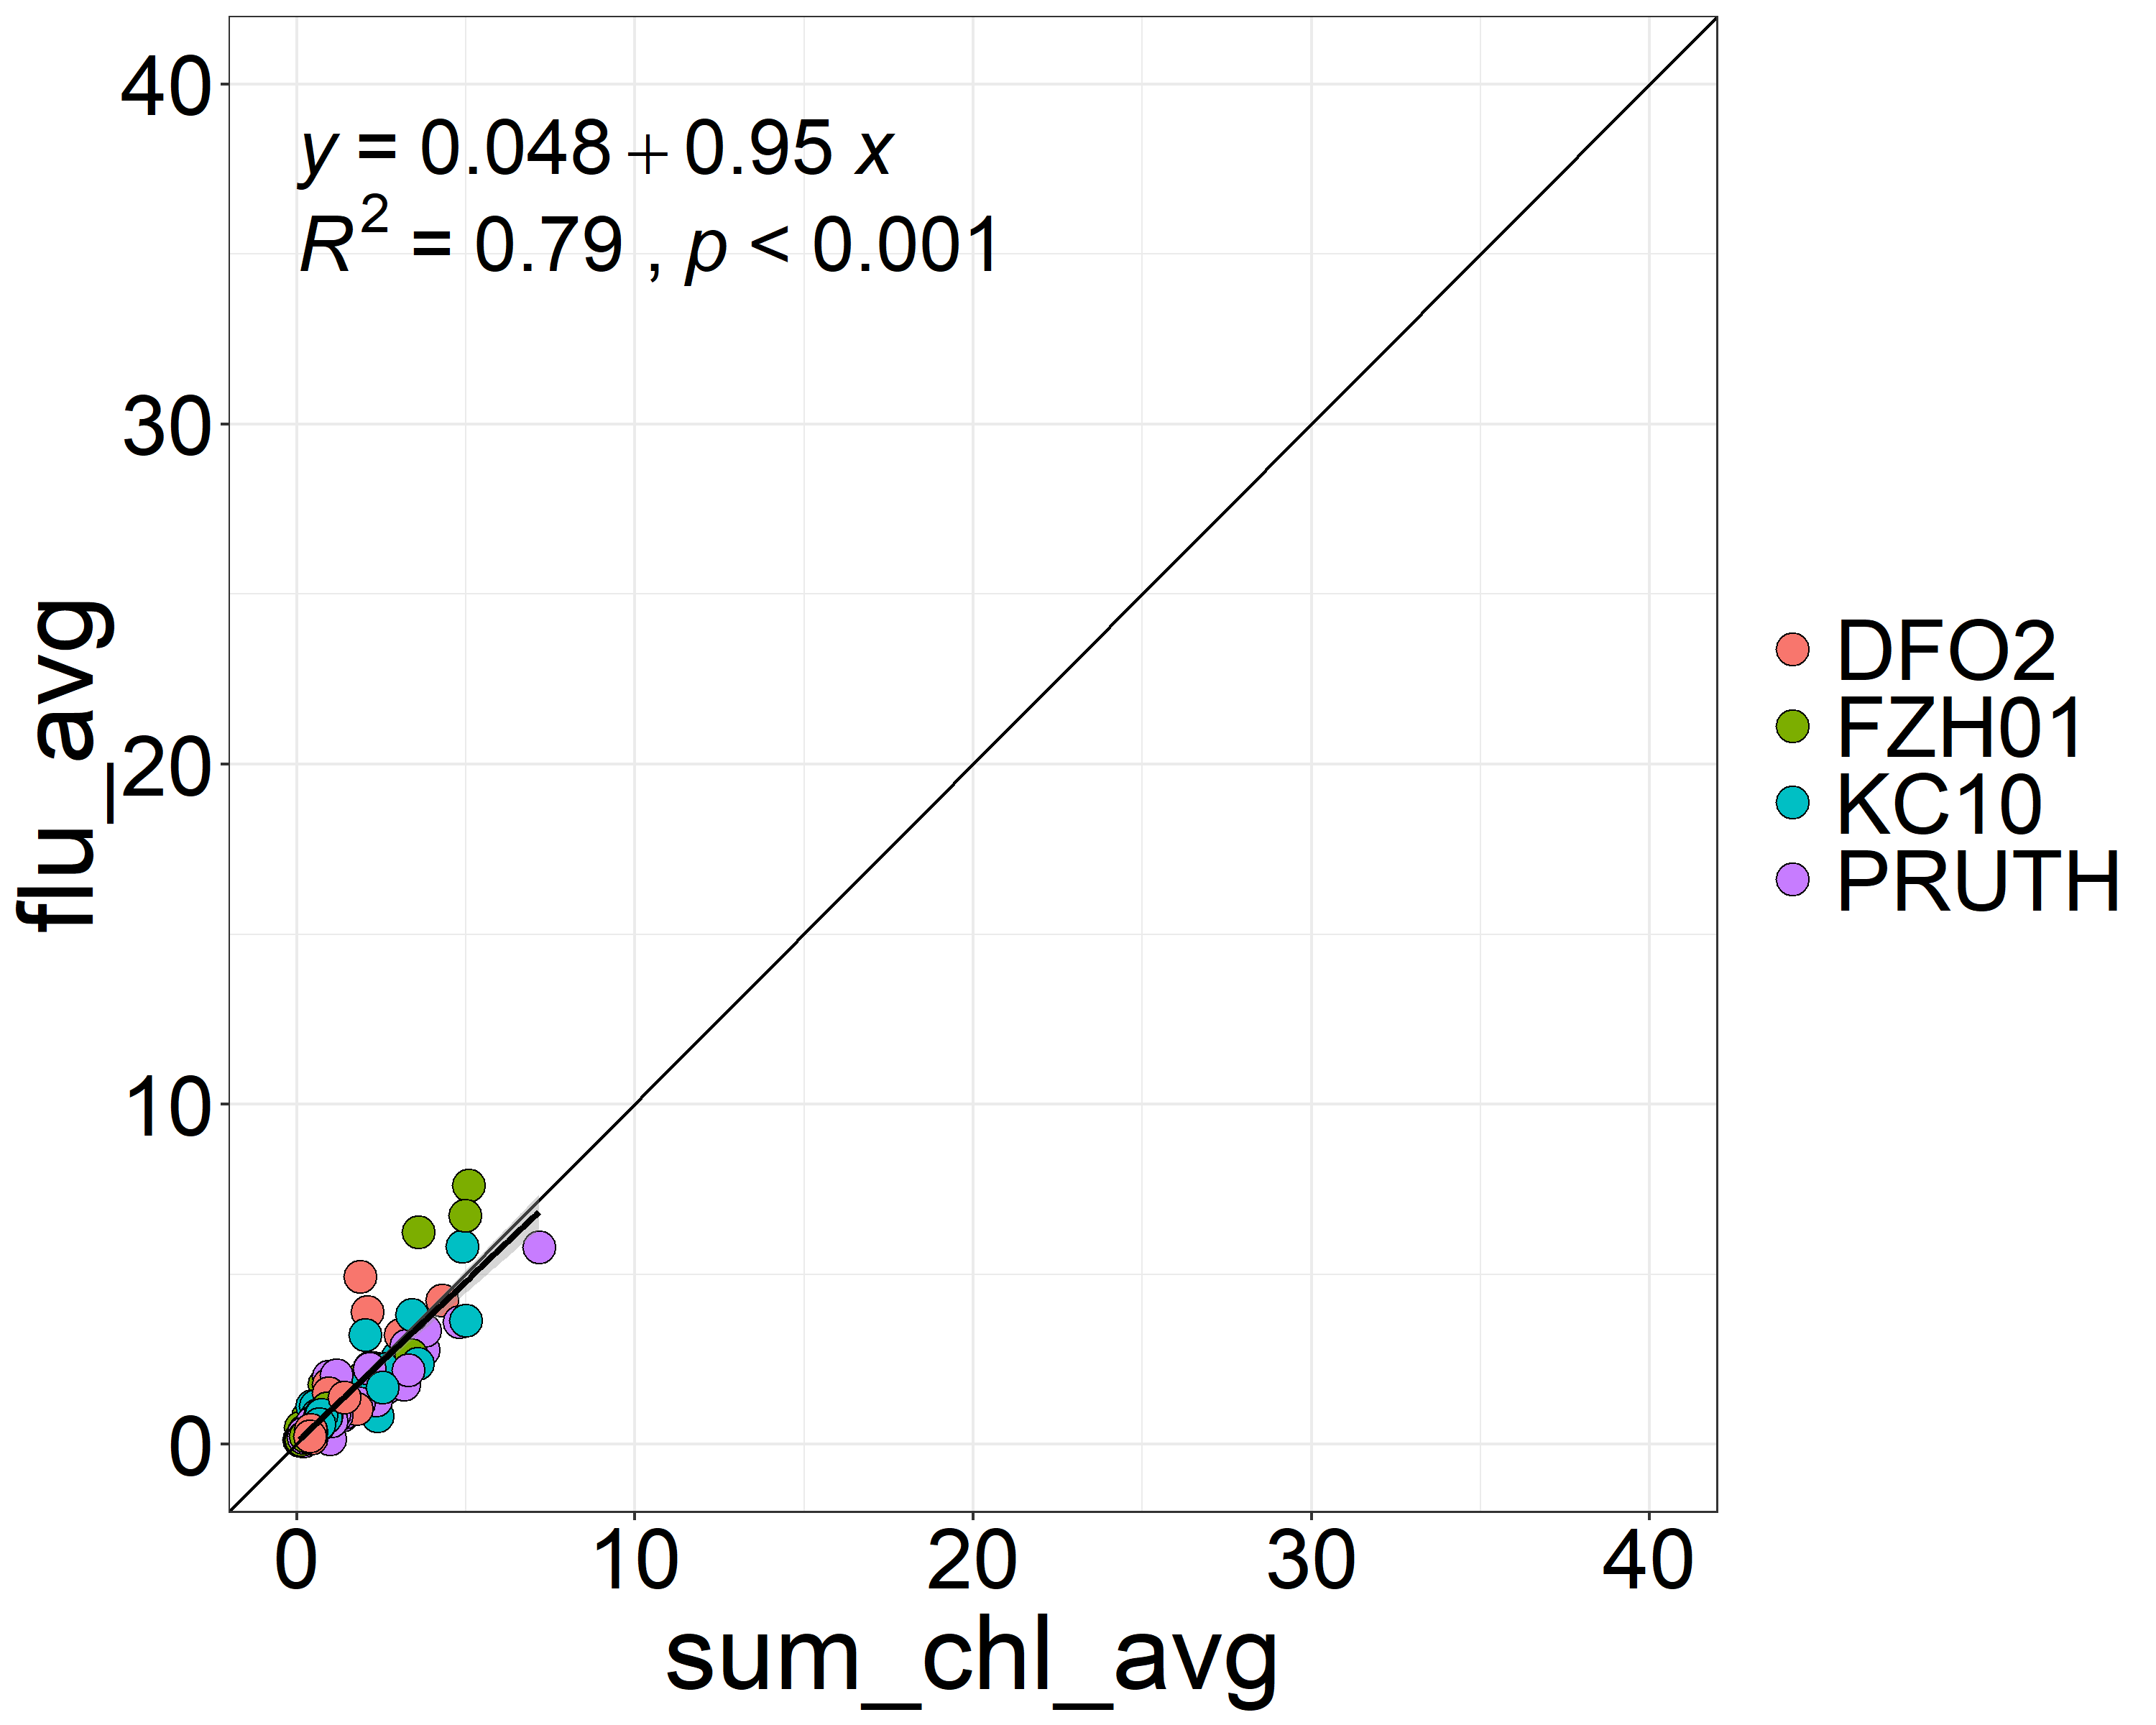 40
30
20
10
0
flu_avg
y = 0.048 + 0.95 x
R² = 0.79 , p < 0.001
0 10 20 30 40
sum_chl_avg
DFO2
FZH01
KC10
PRUTH